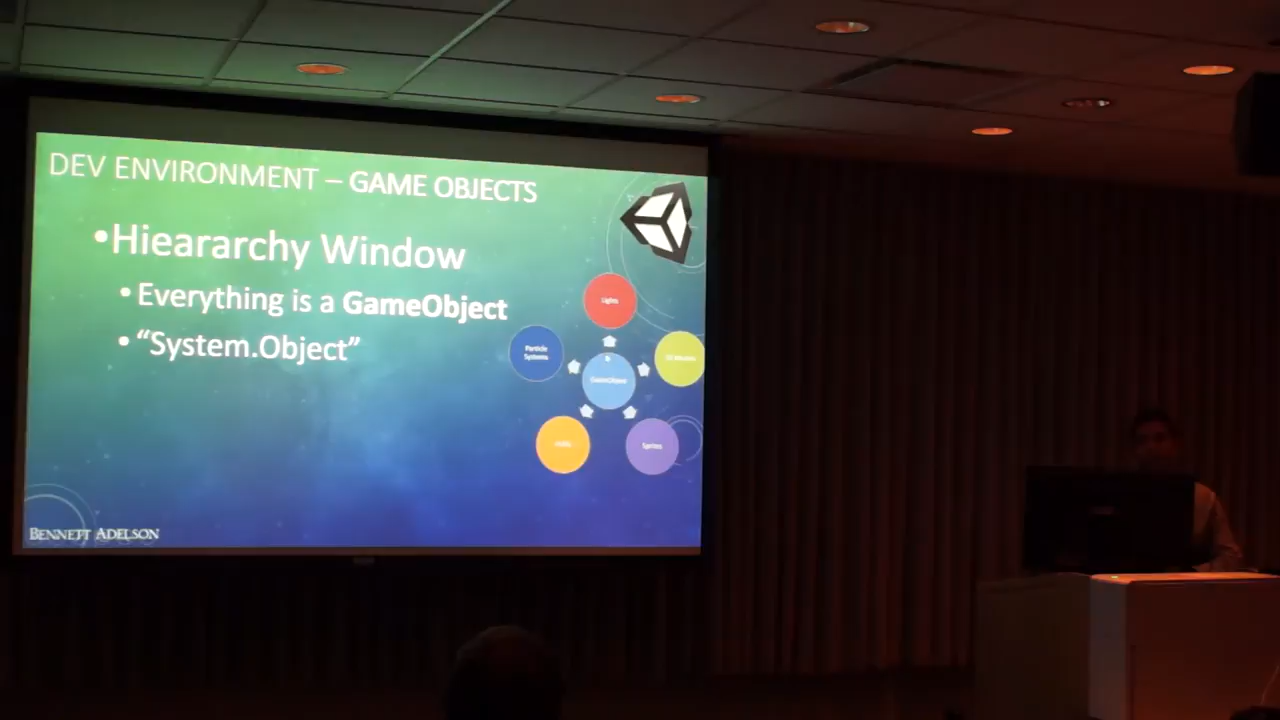 DEV ENVIRONMENT – GAME OBJECTS
•Hieararchy Window
• Everything is a GameObject
• “System.Object”
Lights
Particle
Systems
GameObject
Sprites
BENNETT ADELSON